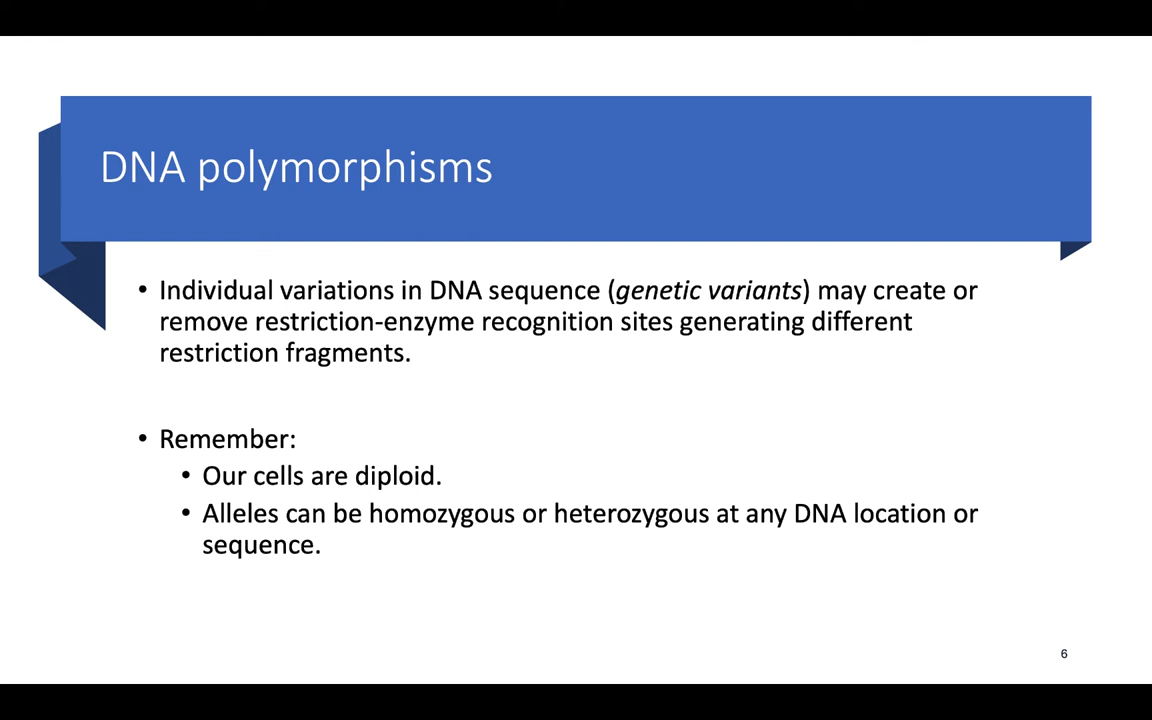 DNA polymorphisms
• Individual variations in DNA sequence (genetic variants) may create or
remove restriction-enzyme recognition sites generating different
restriction fragments.
• Remember:
• Our cells are diploid.
• Alleles can be homozygous or heterozygous at any DNA location or
sequence.
6